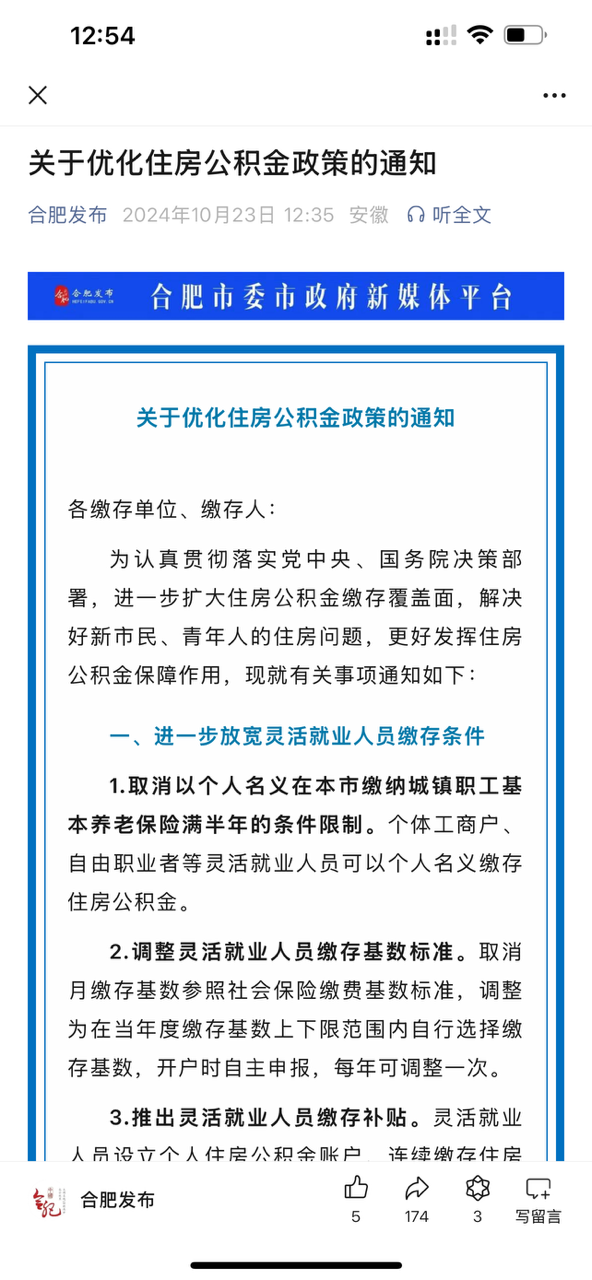 12:54
关于优化住房公积金政策的通知
合肥发布 2024年10月23日 12:35 安徽 听全文
合肥发布 合肥市委市政府新媒体平台
关于优化住房公积金政策的通知
各缴存单位、缴存人：
为认真贯彻落实党中央、国务院决策部
署，进一步扩大住房公积金缴存覆盖面，解决
好新市民、青年人的住房问题，更好发挥住房
公积金保障作用，现就有关事项通知如下：
一、进一步放宽灵活就业人员缴存条件
1.取消以个人名义在本市缴纳城镇职工基
本养老保险满半年的条件限制。个体工商户、
自由职业者等灵活就业人员可以个人名义缴存
住房公积金。
2.调整灵活就业人员缴存基数标准。取消
月缴存基数参照社会保险缴费基数标准，调整
为在当年度缴存基数上下限范围内自行选择缴
存基数，开户时自主申报，每年可调整一次。
3.推出灵活就业人员缴存补贴。灵活就业
人员设立个人住房公积金账户、连续缴存住房
合肥发布
5 174 3 写留言